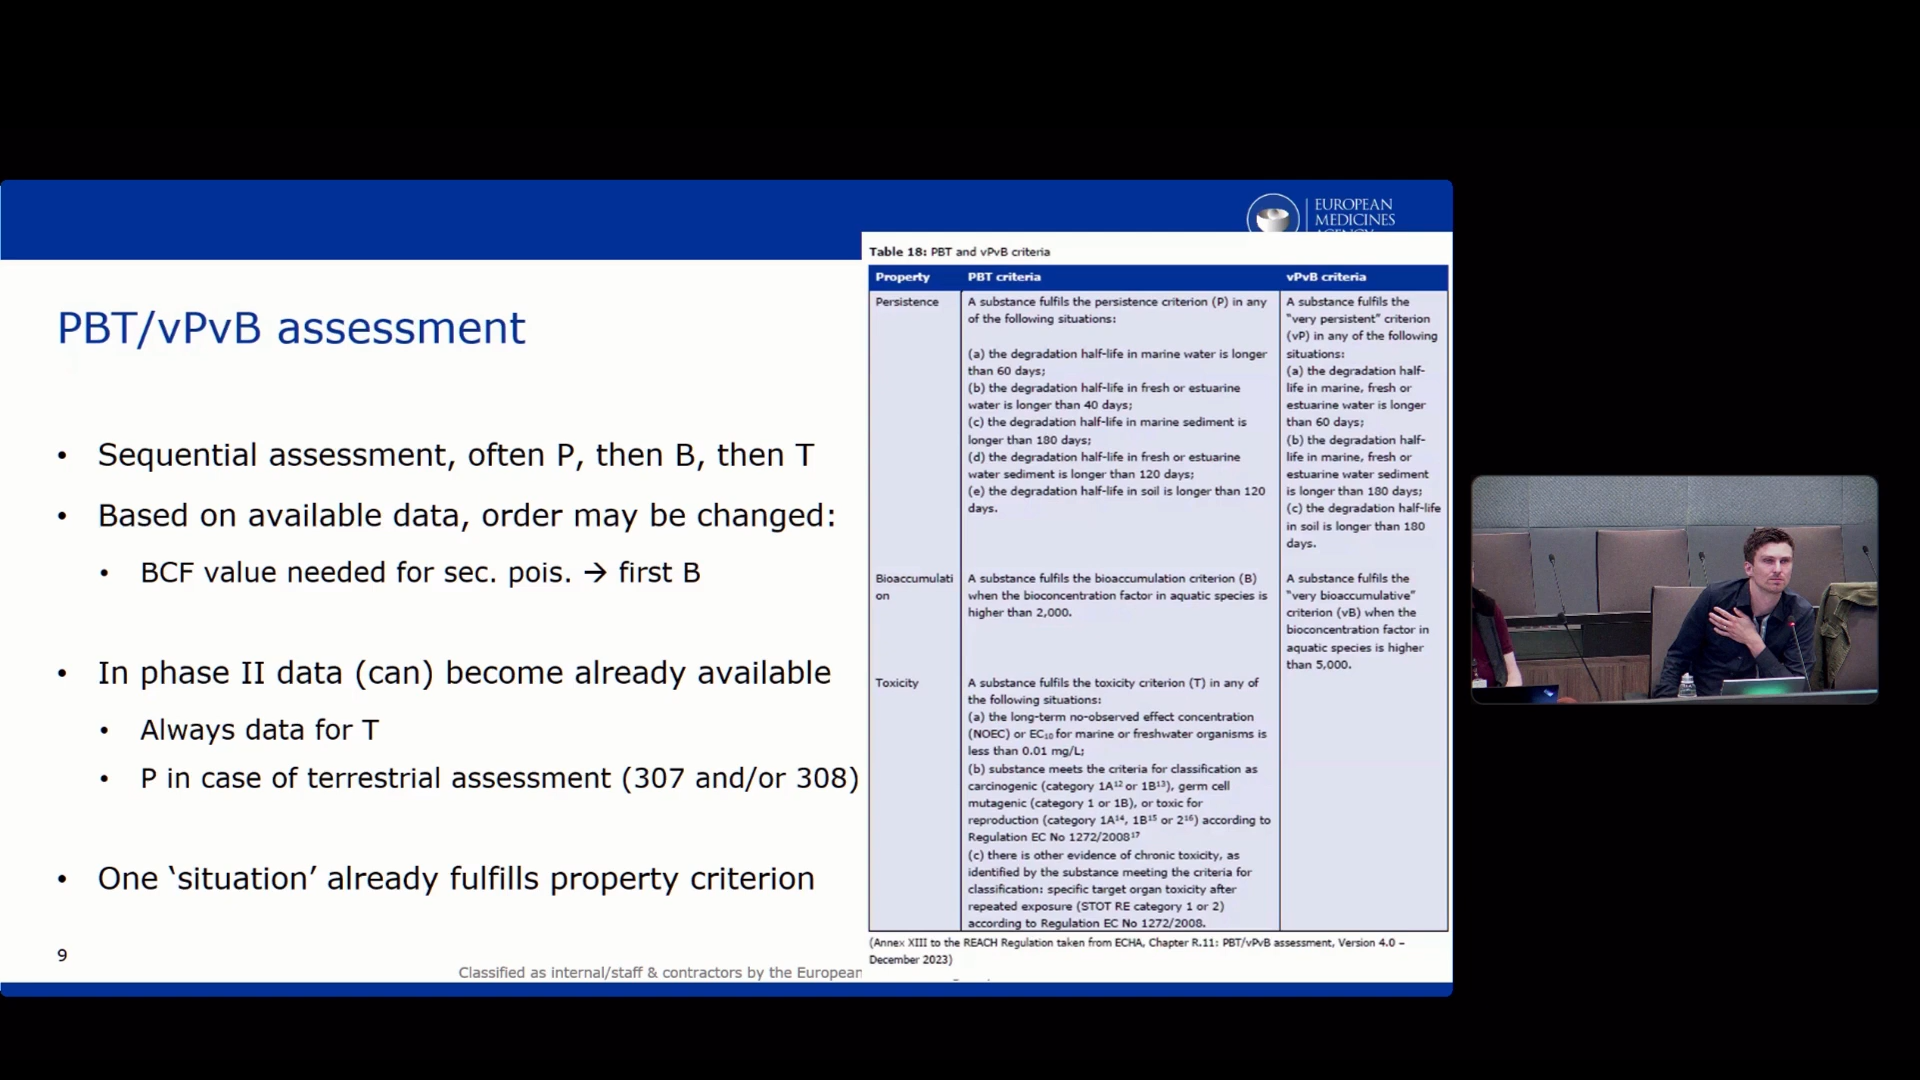 EUROPEAN
MEDICINES
AGENCY
PBT/vPvB assessment
• Sequential assessment, often P, then B, then T
• Based on available data, order may be changed:
• BCF value needed for sec. pois. → first B
• In phase II data (can) become already available
• Always data for T
• P in case of terrestrial assessment (307 and/or 308)
• One ‘situation’ already fulfills property criterion
9
Classified as internal/staff & contractors by the European
Table 18: PBT and vPvB criteria
Property PBT criteria vPvB criteria
Persistence
A substance fulfils the persistence criterion (P) in any
of the following situations:
(a) the degradation half-life in marine water is longer
than 60 days;
(b) the degradation half-life in fresh or estuarine
water is longer than 40 days;
(c) the degradation half-life in marine sediment is
longer than 180 days;
(d) the degradation half-life in fresh or estuarine
water sediment is longer than 120 days;
(e) the degradation half-life in soil is longer than 120
days.
A substance fulfils the
“very persistent” criterion
(vP) in any of the following
situations:
(a) the degradation half-
life in marine, fresh or
estuarine water is longer
than 60 days;
(b) the degradation half-
life in marine, fresh or
estuarine water sediment
is longer than 180 days;
(c) the degradation half-life
in soil is longer than 180
days.
Bioaccumulati
on
A substance fulfils the bioaccumulation criterion (B)
when the bioconcentration factor in aquatic species is
higher than 2,000.
A substance fulfils the
“very bioaccumulative”
criterion (vB) when the
bioconcentration factor in
aquatic species is higher
than 5,000.
Toxicity
A substance fulfils the toxicity criterion (T) in any of
the following situations:
(a) the long-term no-observed effect concentration
(NOEC) or EC₁₀ for marine or freshwater organisms is
less than 0.01 mg/L;
(b) substance meets the criteria for classification as
carcinogenic (category 1A¹² or 1B¹³), germ cell
mutagenic (category 1 or 1B), or toxic for
reproduction (category 1A¹⁴, 1B¹⁵ or 2¹⁶) according to
Regulation EC No 1272/2008¹⁷
(c) there is other evidence of chronic toxicity, as
identified by the substance meeting the criteria for
classification: specific target organ toxicity after
repeated exposure (STOT RE category 1 or 2)
according to Regulation EC No 1272/2008.
(Annex XIII to the REACH Regulation taken from ECHA, Chapter R.11: PBT/vPvB assessment, Version 4.0 –
December 2023)